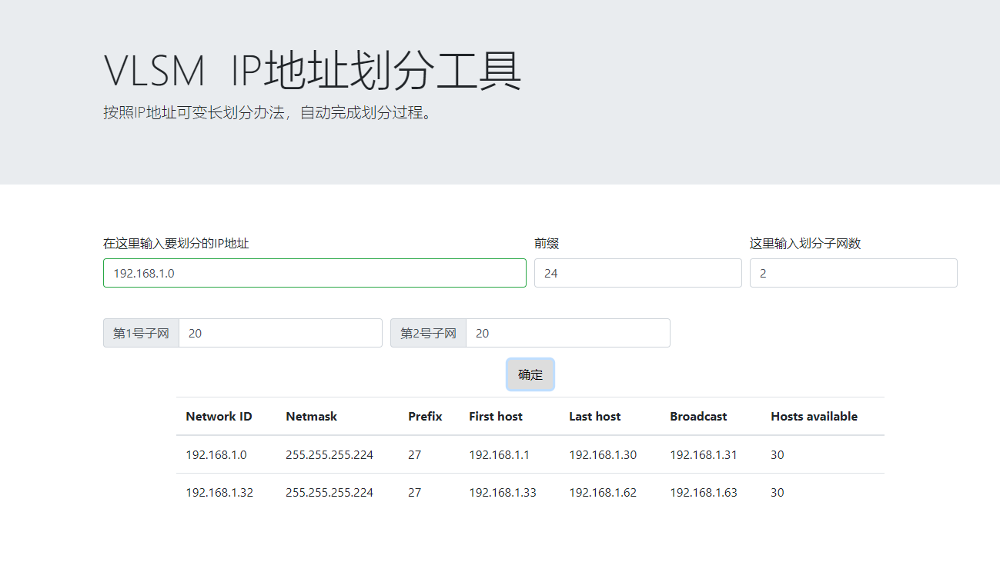 VLSM IP地址划分工具
按照IP地址可变长划分办法，自动完成划分过程。
在这里输入要划分的IP地址 前缀 这里输入划分子网数
192.168.1.0 24 2
第1号子网 20 第2号子网 20
确定
Network ID Netmask Prefix First host Last host Broadcast Hosts available
192.168.1.0 255.255.255.224 27 192.168.1.1 192.168.1.30 192.168.1.31 30
192.168.1.32 255.255.255.224 27 192.168.1.33 192.168.1.62 192.168.1.63 30